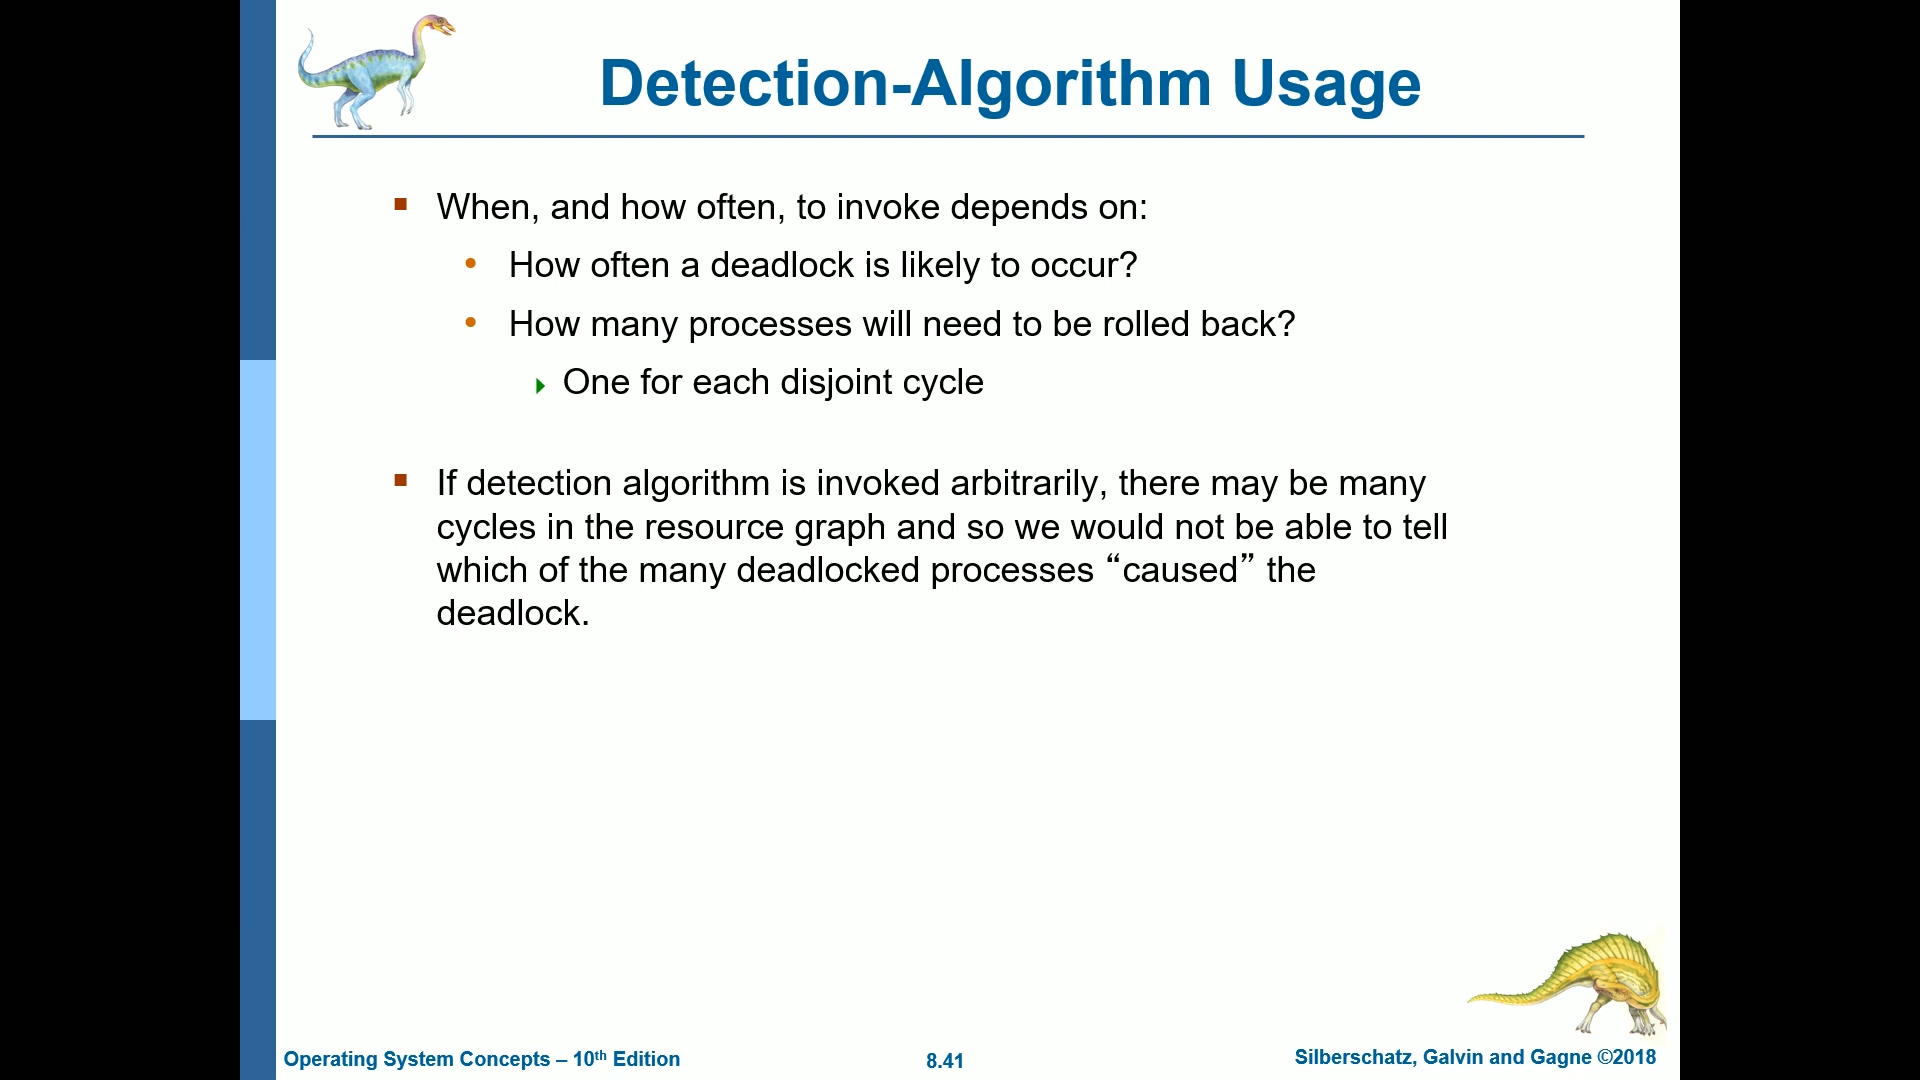 Detection-Algorithm Usage
When, and how often, to invoke depends on:
How often a deadlock is likely to occur?
How many processes will need to be rolled back?
One for each disjoint cycle
If detection algorithm is invoked arbitrarily, there may be many
cycles in the resource graph and so we would not be able to tell
which of the many deadlocked processes “caused” the
deadlock.
Operating System Concepts – 10th Edition
8.41
Silberschatz, Galvin and Gagne ©2018